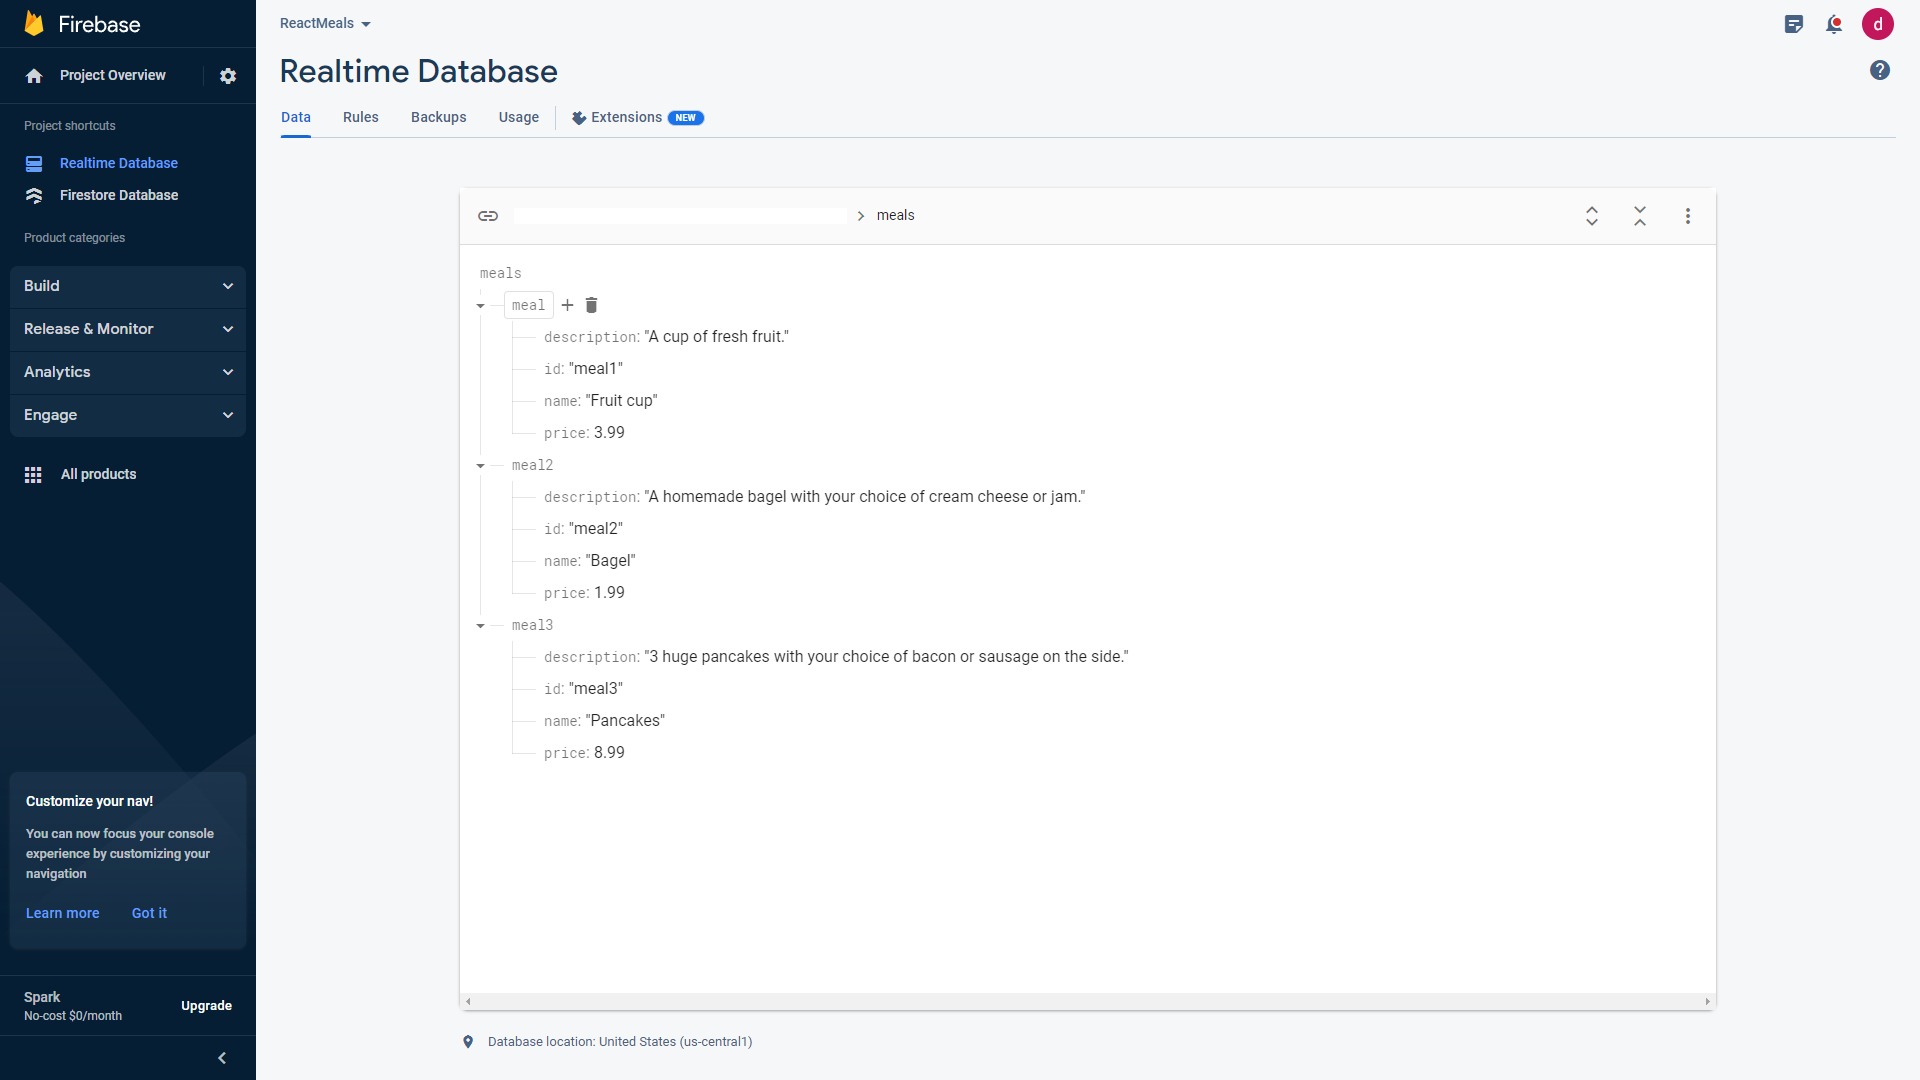 Firebase
Project Overview
Project shortcuts
Realtime Database
Firestore Database
Product categories
Build
Release & Monitor
Analytics
Engage
All products
Customize your nav!
You can now focus your console
experience by customizing your
navigation
Learn more Got it
Spark
No-cost $0/month
Upgrade
ReactMeals
d
Realtime Database
?
Data Rules Backups Usage Extensions NEW
> meals
meals
meal
description: "A cup of fresh fruit."
id: "meal1"
name: "Fruit cup"
price: 3.99
meal2
description: "A homemade bagel with your choice of cream cheese or jam."
id: "meal2"
name: "Bagel"
price: 1.99
meal3
description: "3 huge pancakes with your choice of bacon or sausage on the side."
id: "meal3"
name: "Pancakes"
price: 8.99
Database location: United States (us-central1)